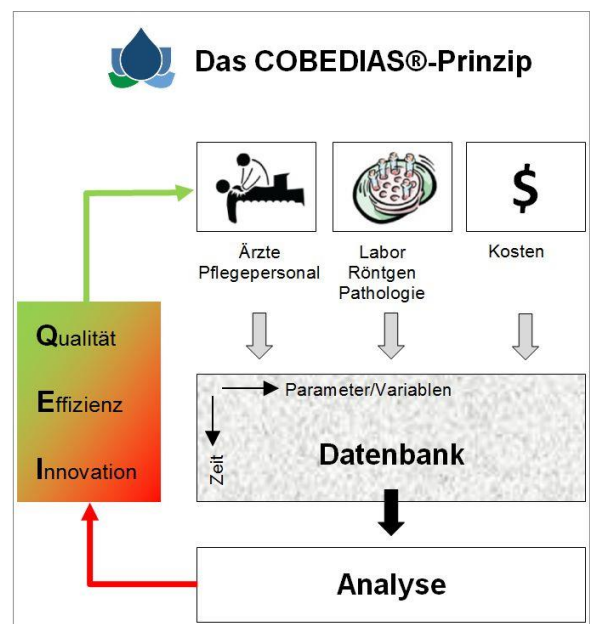 Das COBEDIAS®-Prinzip
$
Ärzte
Pflegepersonal
Labor
Röntgen
Pathologie
Kosten
Qualität
Effizienz
Innovation
Parameter/Variablen
Zeit
Datenbank
Analyse